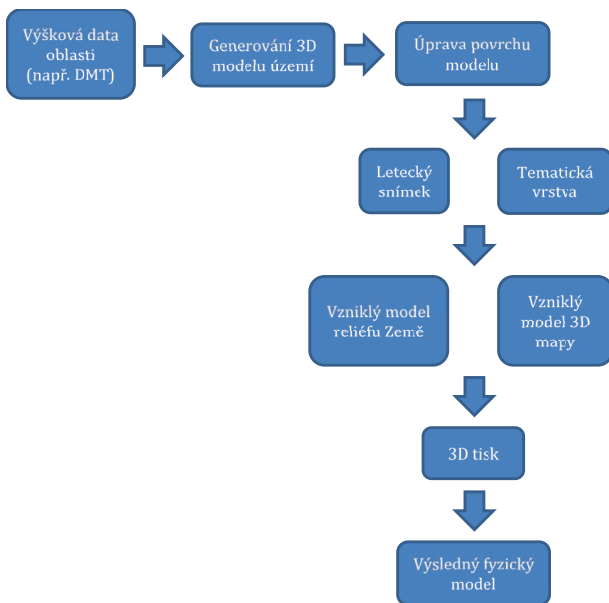 Výšková data
oblasti
(např. DMT)
Generování 3D
modelu území
Úprava povrchu
modelu
Letecký
snímek
Tematická
vrstva
Vzniklý model
reliéfu Země
Vzniklý
model 3D
mapy
3D tisk
Výsledný fyzický
model